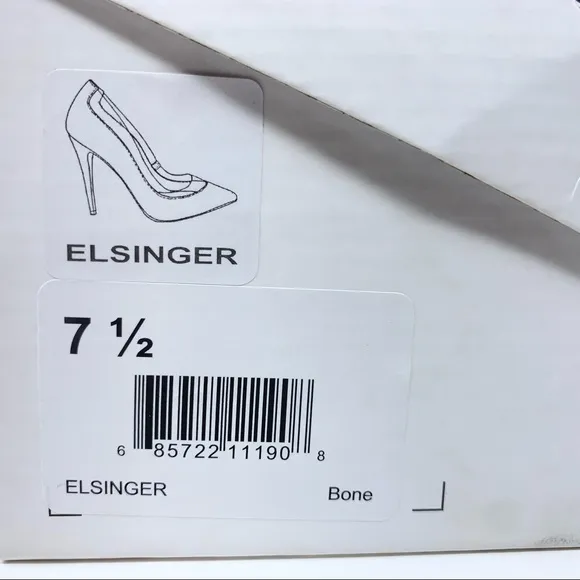 ELSINGER
7 ½
6 85722 11190 8
ELSINGER Bone